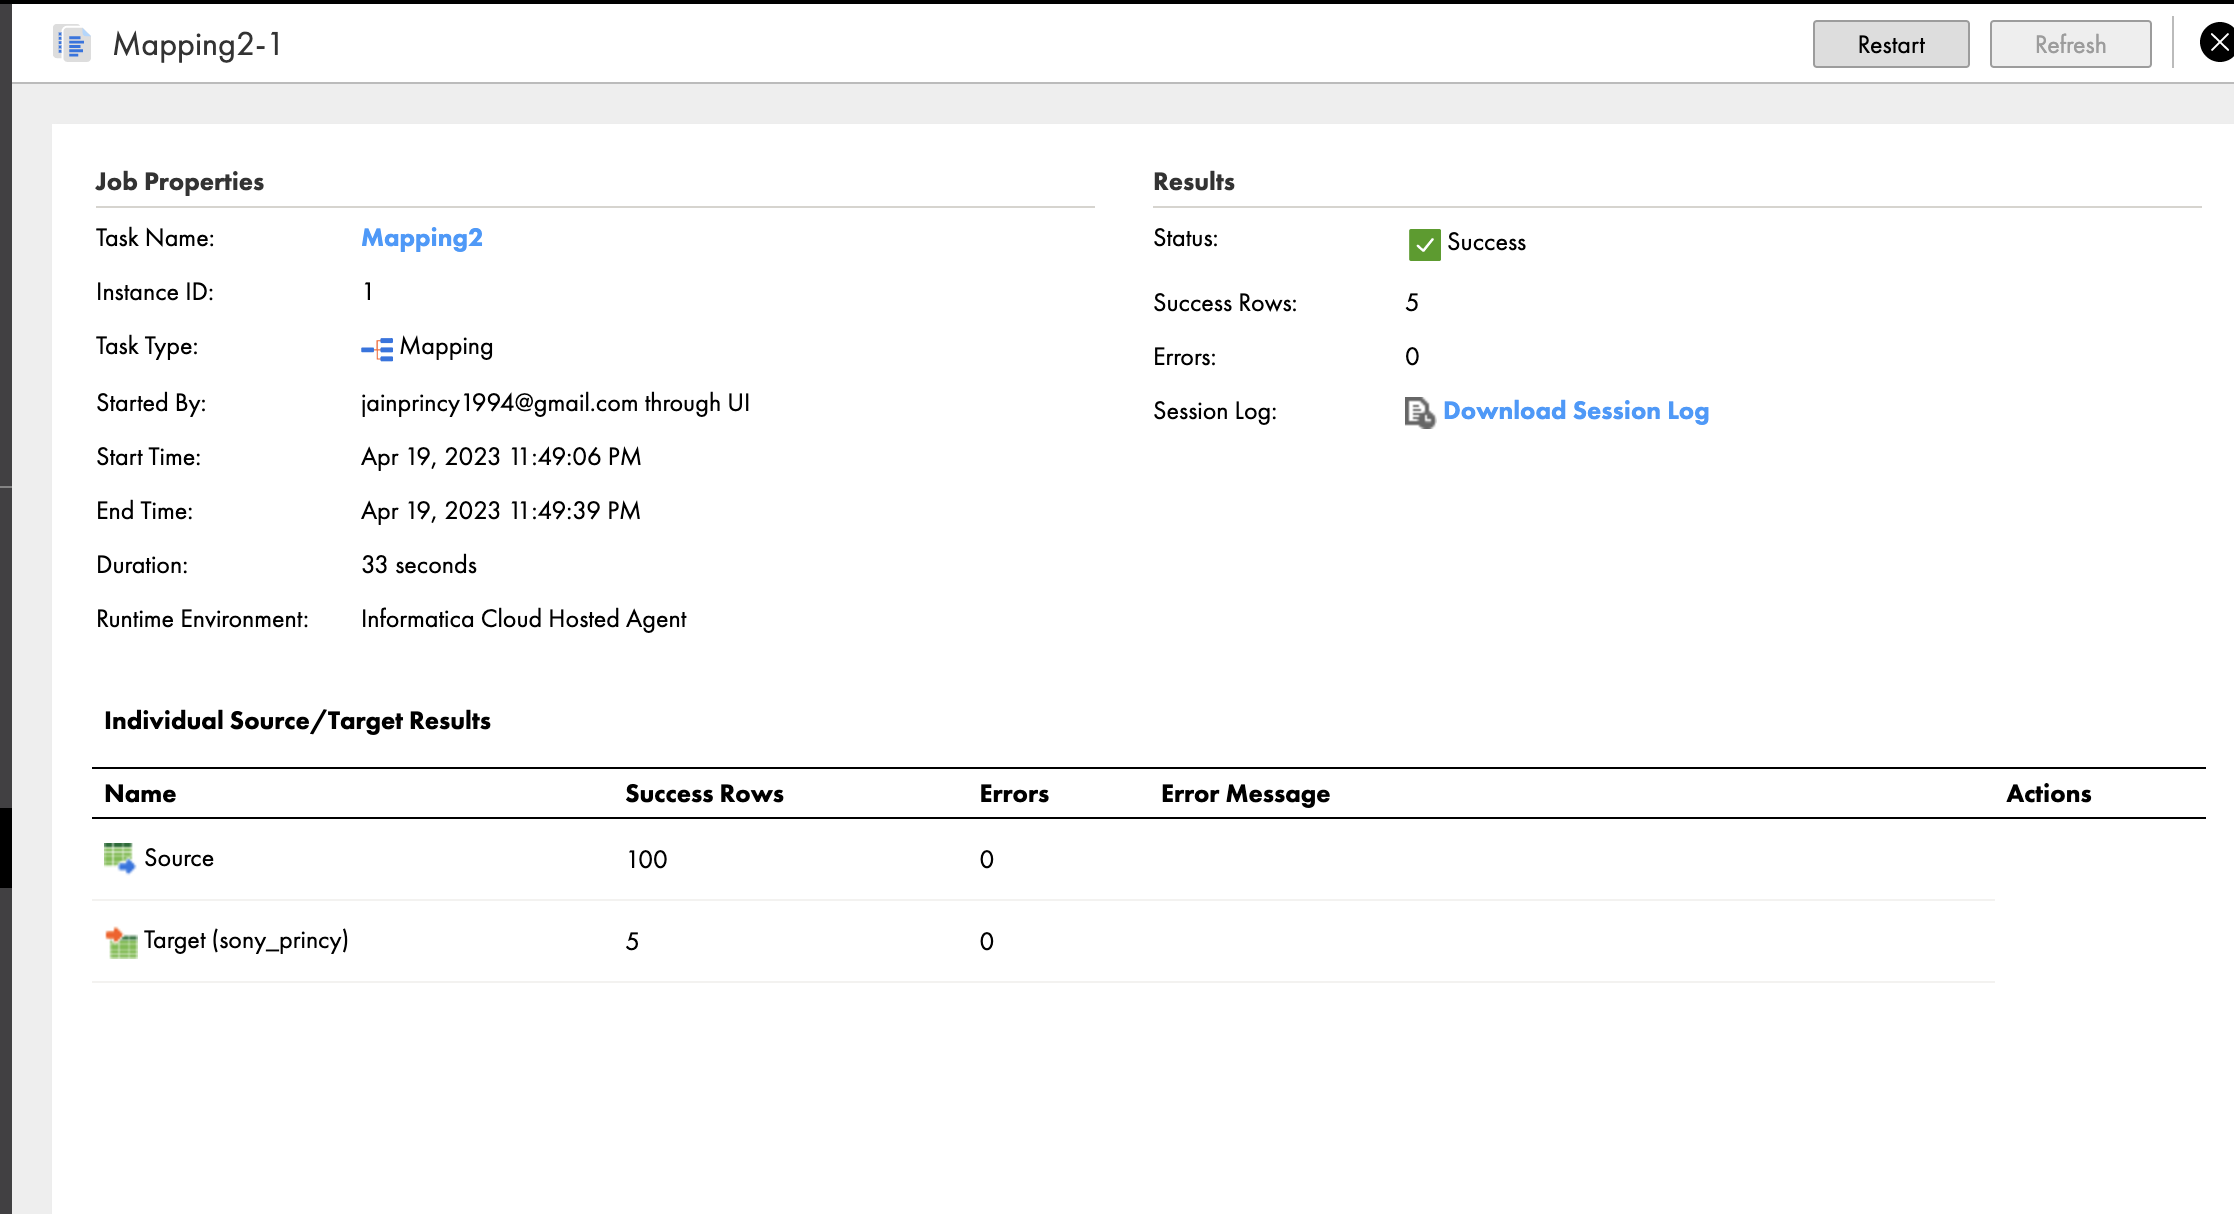 Mapping2-1
Restart
Refresh
Job Properties
Task Name: Mapping2
Instance ID: 1
Task Type: Mapping
Started By: jainprincy1994@gmail.com through UI
Start Time: Apr 19, 2023 11:49:06 PM
End Time: Apr 19, 2023 11:49:39 PM
Duration: 33 seconds
Runtime Environment: Informatica Cloud Hosted Agent
Results
Status: Success
Success Rows: 5
Errors: 0
Session Log: Download Session Log
Individual Source/Target Results
Name Success Rows Errors Error Message Actions
Source 100 0
Target (sony_princy) 5 0